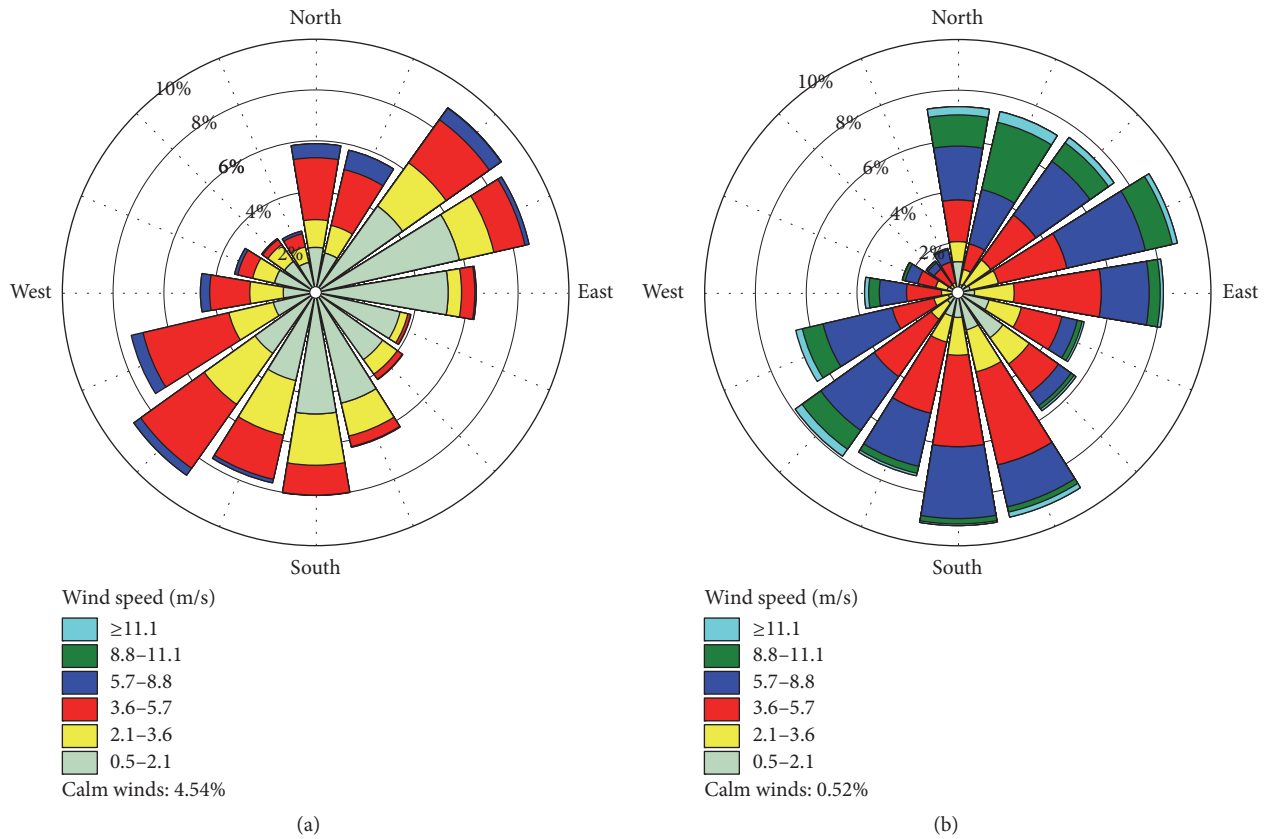 North
10%
8%
6%
4%
2%
West
East
South
Wind speed (m/s)
≥11.1
8.8–11.1
5.7–8.8
3.6–5.7
2.1–3.6
0.5–2.1
Calm winds: 4.54%
(a)
North
10%
8%
6%
4%
2%
West
East
South
Wind speed (m/s)
≥11.1
8.8–11.1
5.7–8.8
3.6–5.7
2.1–3.6
0.5–2.1
Calm winds: 0.52%
(b)